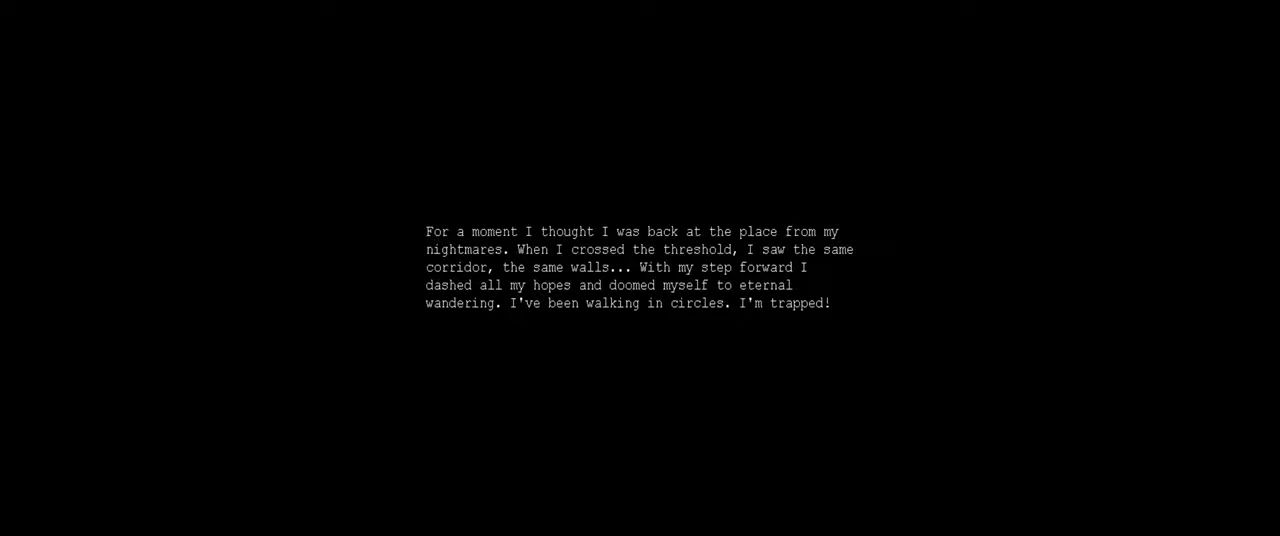 For a moment I thought I was back at the place from my
nightmares. When I crossed the threshold, I saw the same
corridor, the same walls... With my step forward I
dashed all my hopes and doomed myself to eternal
wandering. I've been walking in circles. I'm trapped!